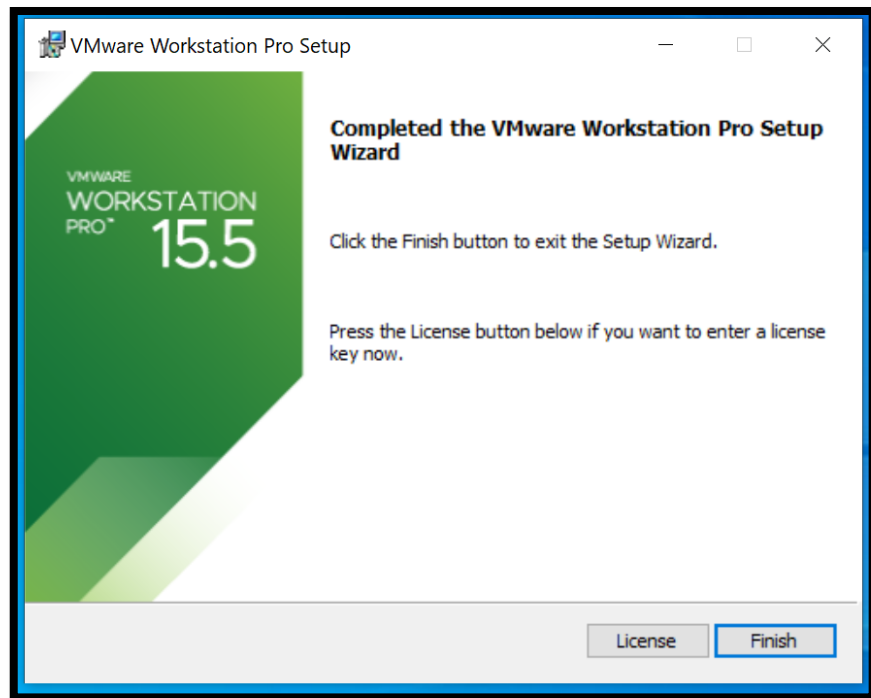 VMware Workstation Pro Setup
VMWARE
WORKSTATION
PRO™
15.5
Completed the VMware Workstation Pro Setup
Wizard
Click the Finish button to exit the Setup Wizard.
Press the License button below if you want to enter a license
key now.
License
Finish